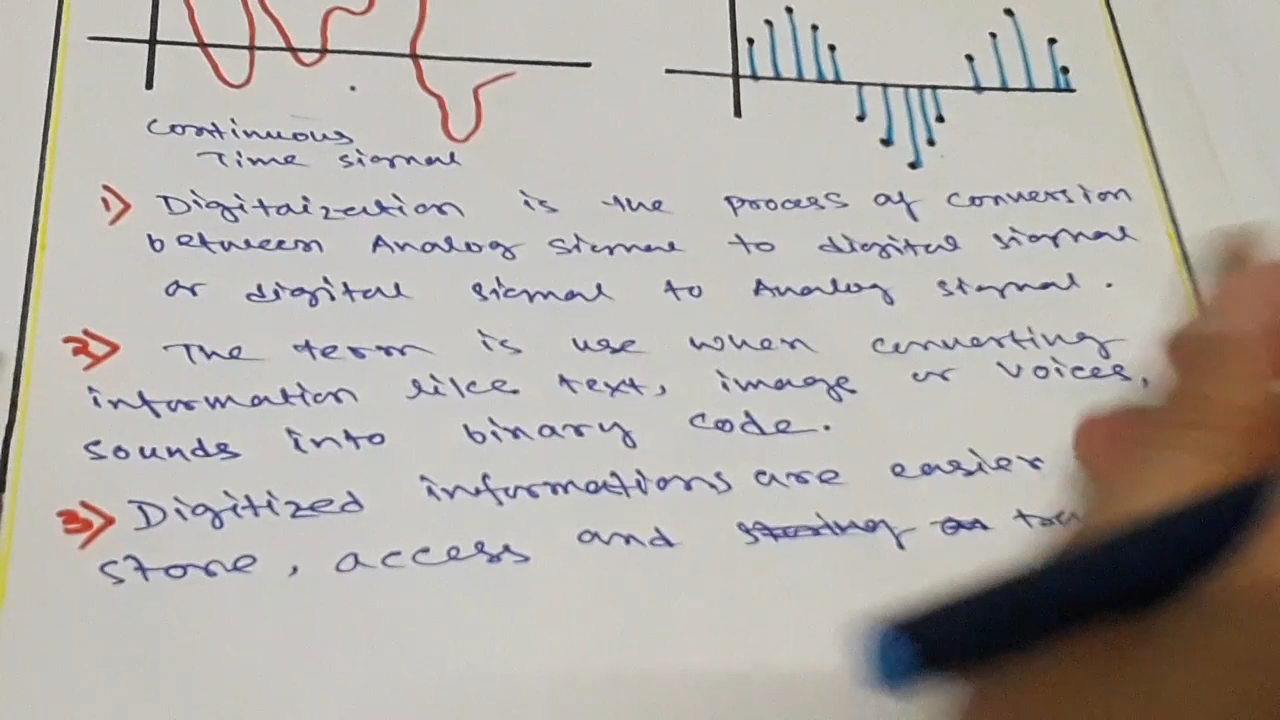 continuous
Time signal
1) Digitaization is the process of conversion
between Analog signal to digital signal
or digital signal to Analog signal.
2) The term is use when converting
information like text, image or voices,
sounds into binary code.
3) Digitized informations are easier
store, access and storing an